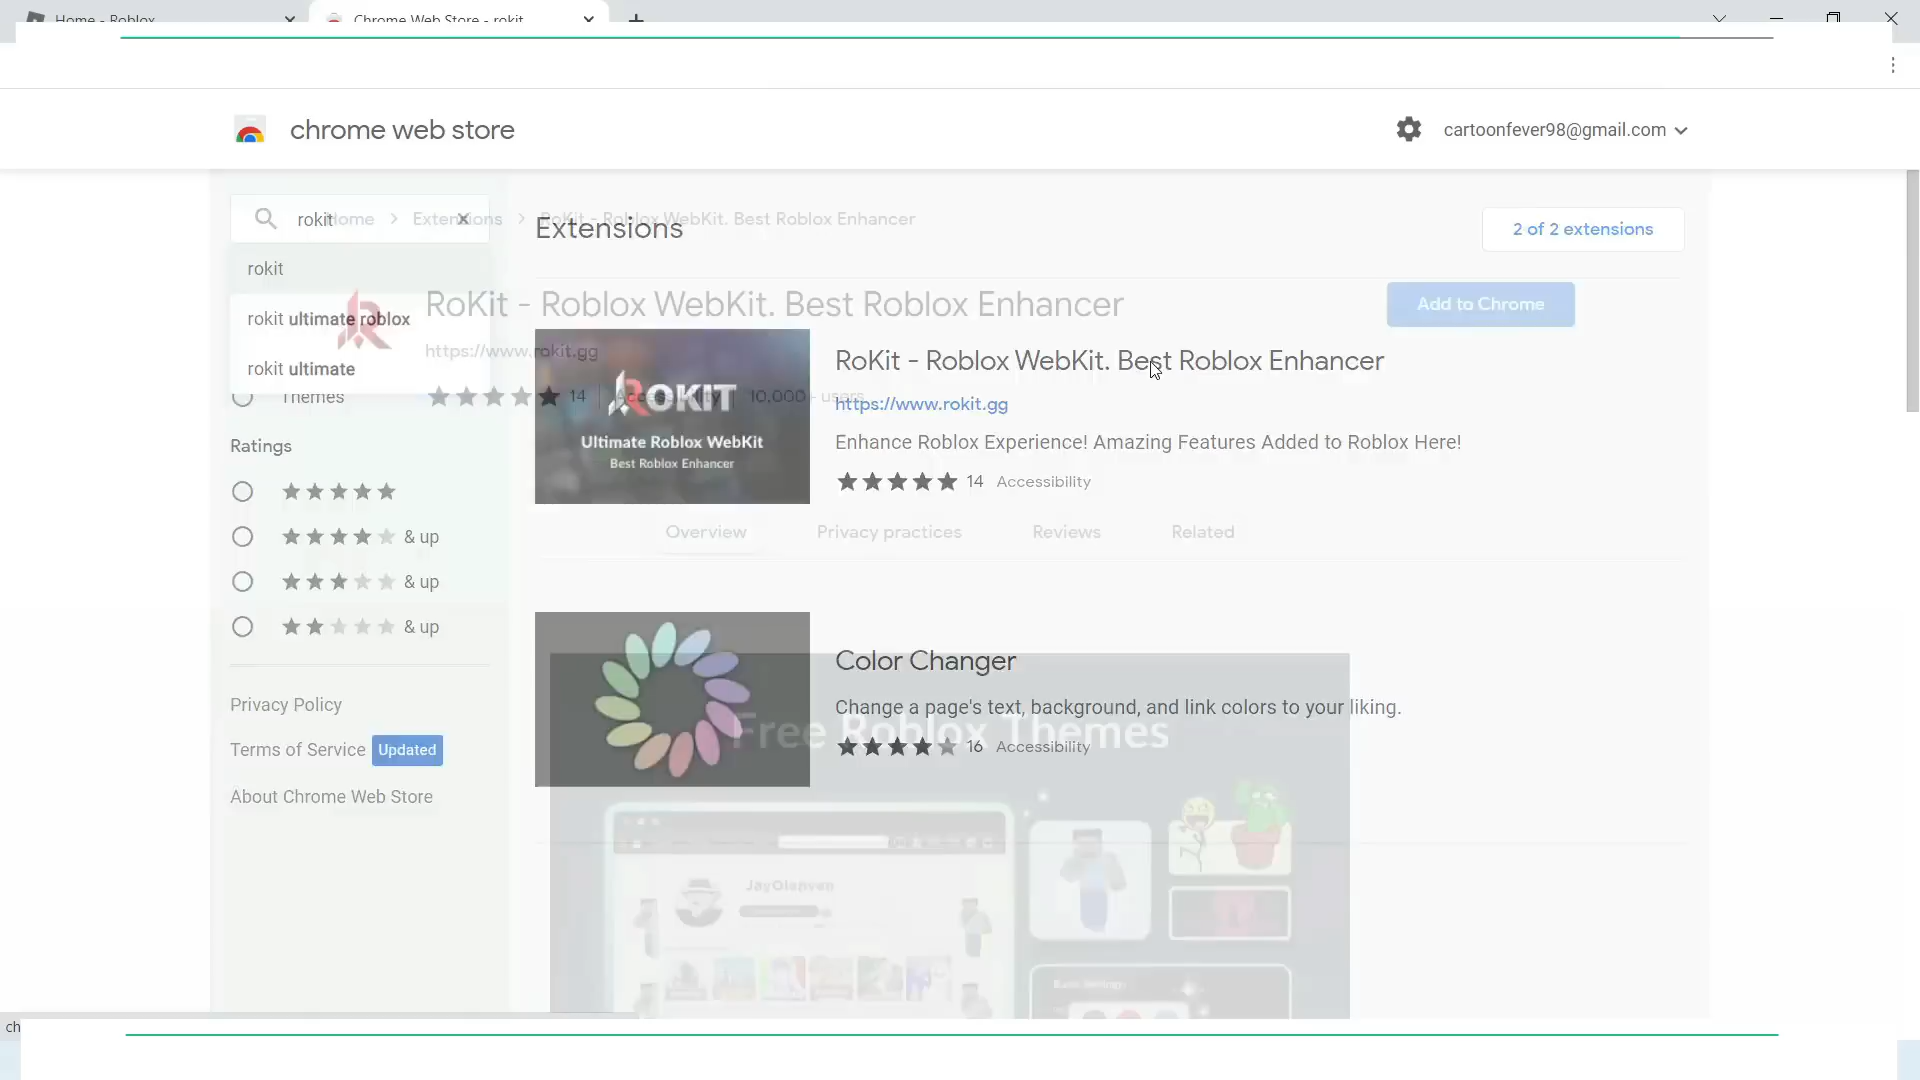 Home - Roblox
Chrome Web Store - rokit
chrome web store
cartoonfever98@gmail.com
rokit
Home > Extensions > RoKit - Roblox WebKit. Best Roblox Enhancer
Extensions
2 of 2 extensions
rokit
rokit ultimate roblox
rokit ultimate
RoKit - Roblox WebKit. Best Roblox Enhancer
Add to Chrome
https://www.rokit.gg
14
Accessibility
10,000+ users
ROKIT
Ultimate Roblox WebKit
Best Roblox Enhancer
RoKit - Roblox WebKit. Best Roblox Enhancer
https://www.rokit.gg
Enhance Roblox Experience! Amazing Features Added to Roblox Here!
14 Accessibility
Themes
Ratings
& up
& up
& up
Overview
Privacy practices
Reviews
Related
Color Changer
Change a page's text, background, and link colors to your liking.
16 Accessibility
Free Roblox Themes
Privacy Policy
Terms of Service Updated
About Chrome Web Store
ch